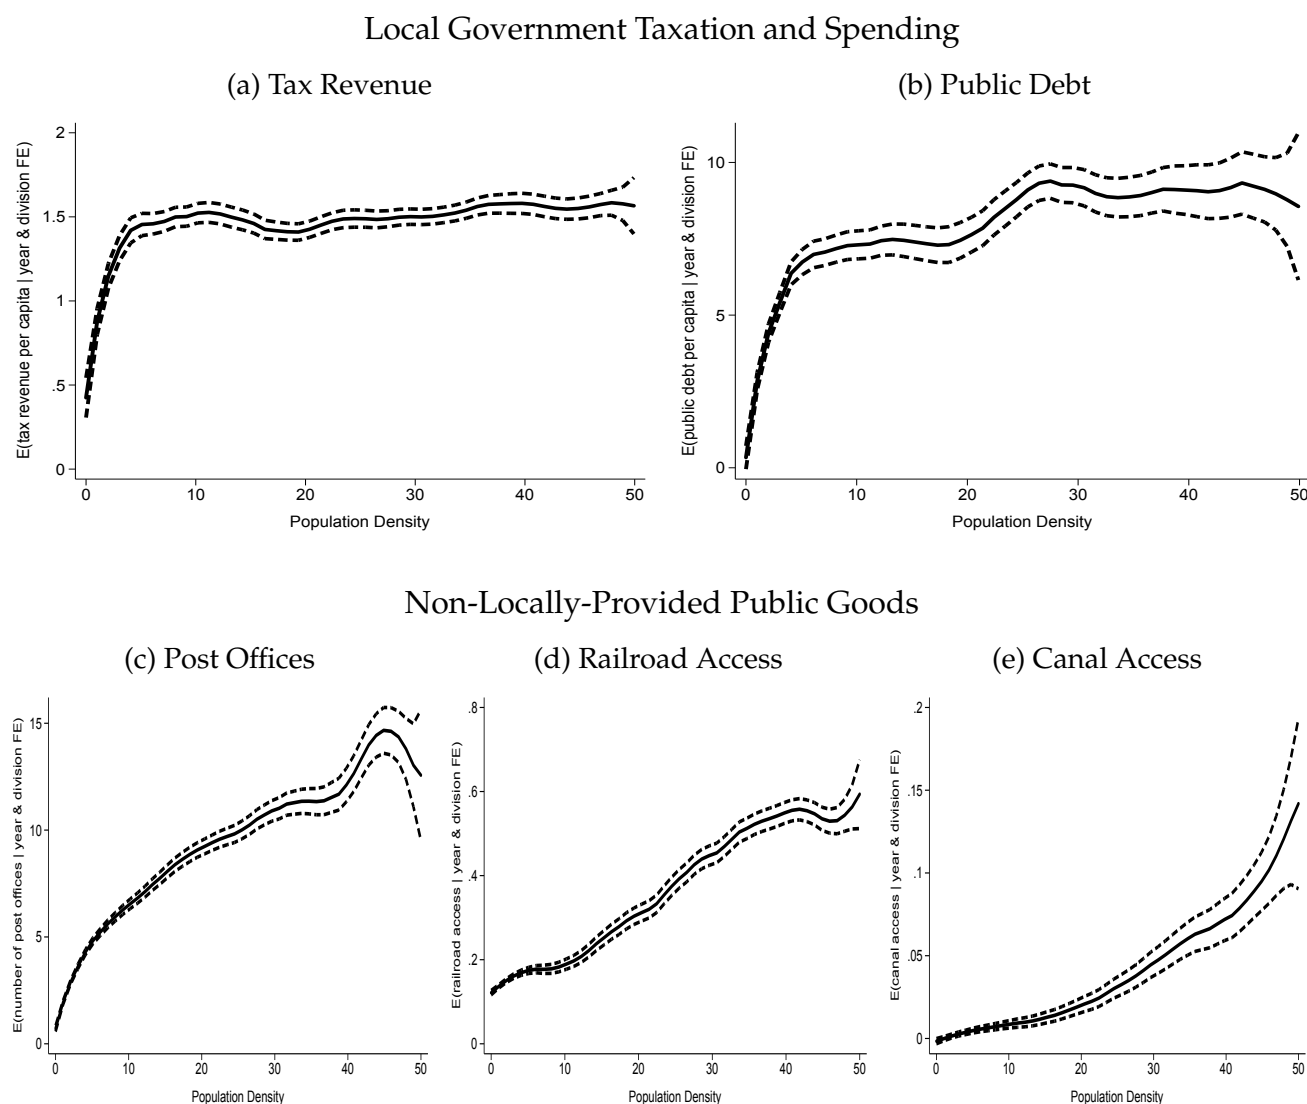 Local Government Taxation and Spending
(a) Tax Revenue
E(tax revenue per capita | year & division FE)
2
1.5
1
.5
0
0 10 20 30 40 50
Population Density
(b) Public Debt
E(public debt per capita | year & division FE)
10
5
0
0 10 20 30 40 50
Population Density
Non-Locally-Provided Public Goods
(c) Post Offices
E(number of post offices | year & division FE)
15
10
5
0
0 10 20 30 40 50
Population Density
(d) Railroad Access
E(railroad access | year & division FE)
.8
.6
.4
.2
0
0 10 20 30 40 50
Population Density
(e) Canal Access
E(canal access | year & division FE)
.2
.15
.1
.05
0
0 10 20 30 40 50
Population Density